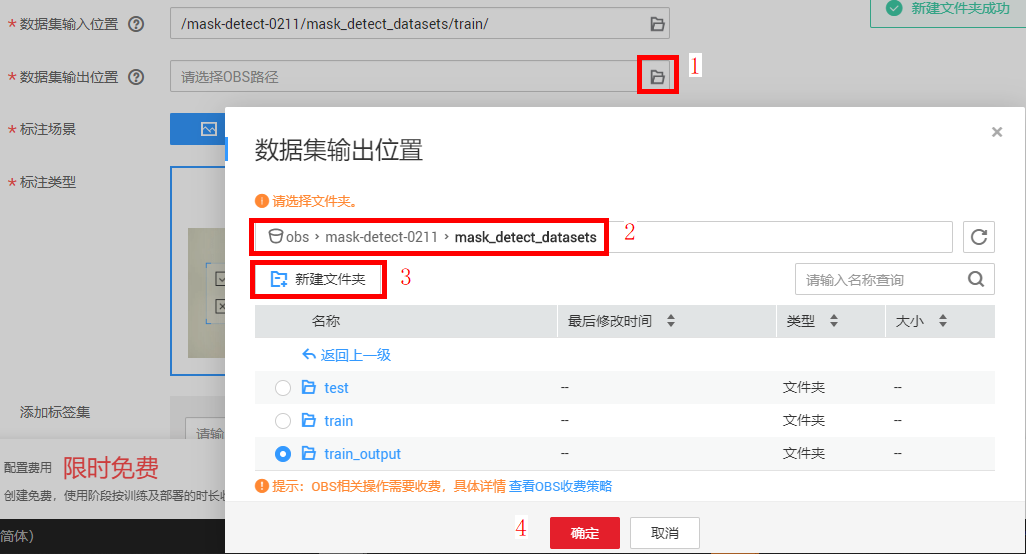 * 数据集输入位置 ? /mask-detect-0211/mask_detect_datasets/train/
新建文件夹成功
* 数据集输出位置 ? 请选择OBS路径 1
* 标注场景
* 标注类型
数据集输出位置
请选择文件夹。
obs › mask-detect-0211 › mask_detect_datasets 2
新建文件夹 3 请输入名称查询
名称 最后修改时间 类型 大小
返回上一级
test -- 文件夹 --
train -- 文件夹 --
train_output -- 文件夹 --
提示：OBS相关操作需要收费，具体详情 查看OBS收费策略
4 确定 取消
添加标签集
请输
配置费用 限时免费
创建免费，使用阶段按训练及部署的时长
简体)